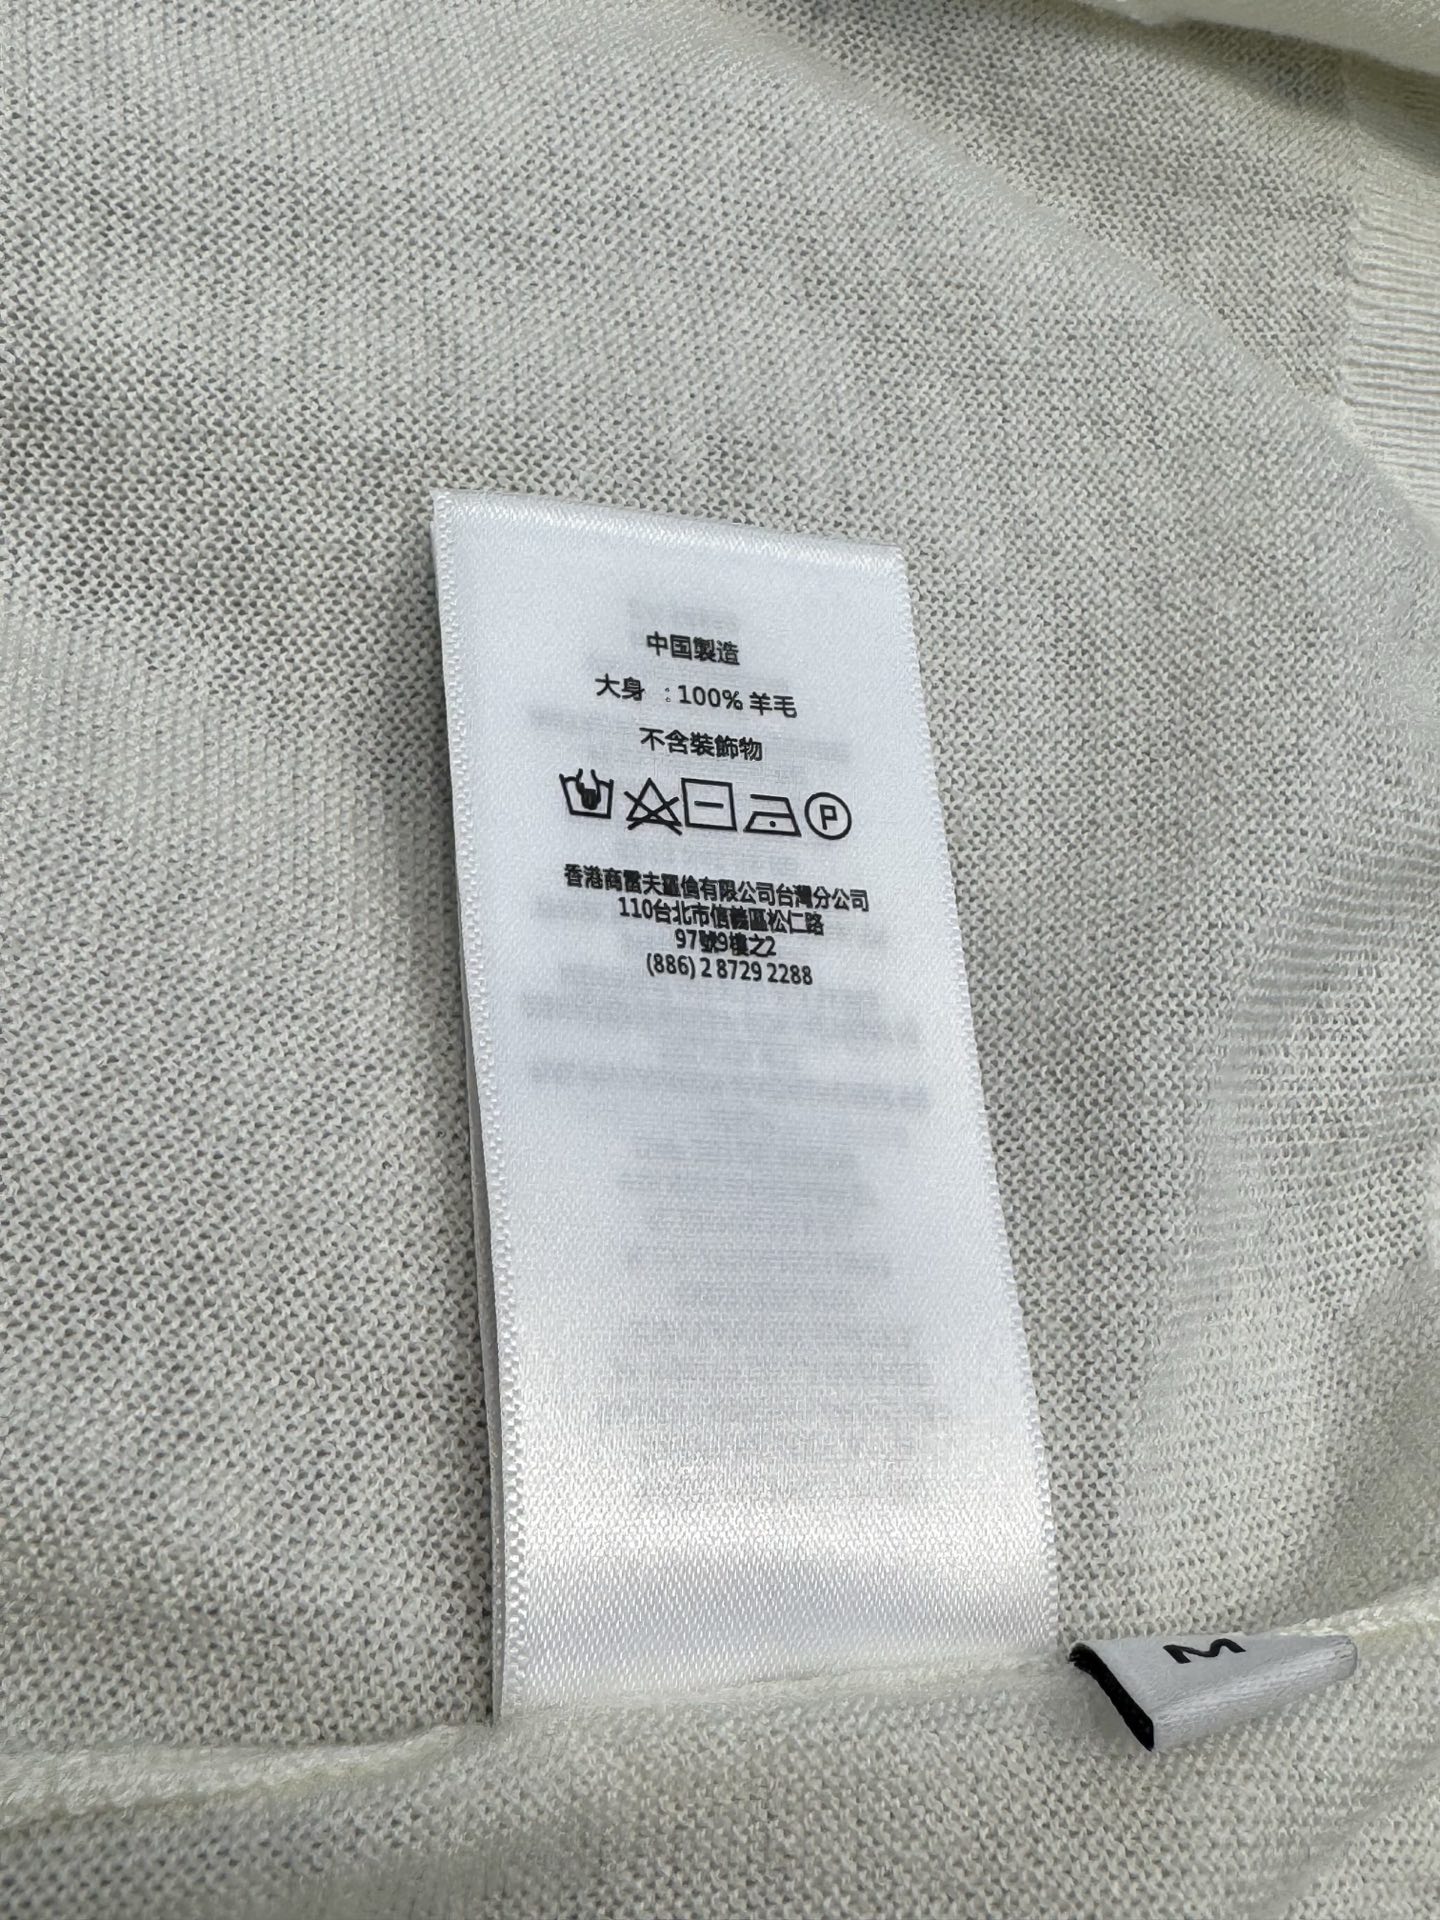 中国製造
大身 : 100% 羊毛
不含裝飾物
P
香港商雷夫羅倫有限公司台灣分公司
110台北市信義區松仁路
97號9樓之2
(886) 2 8729 2288
M